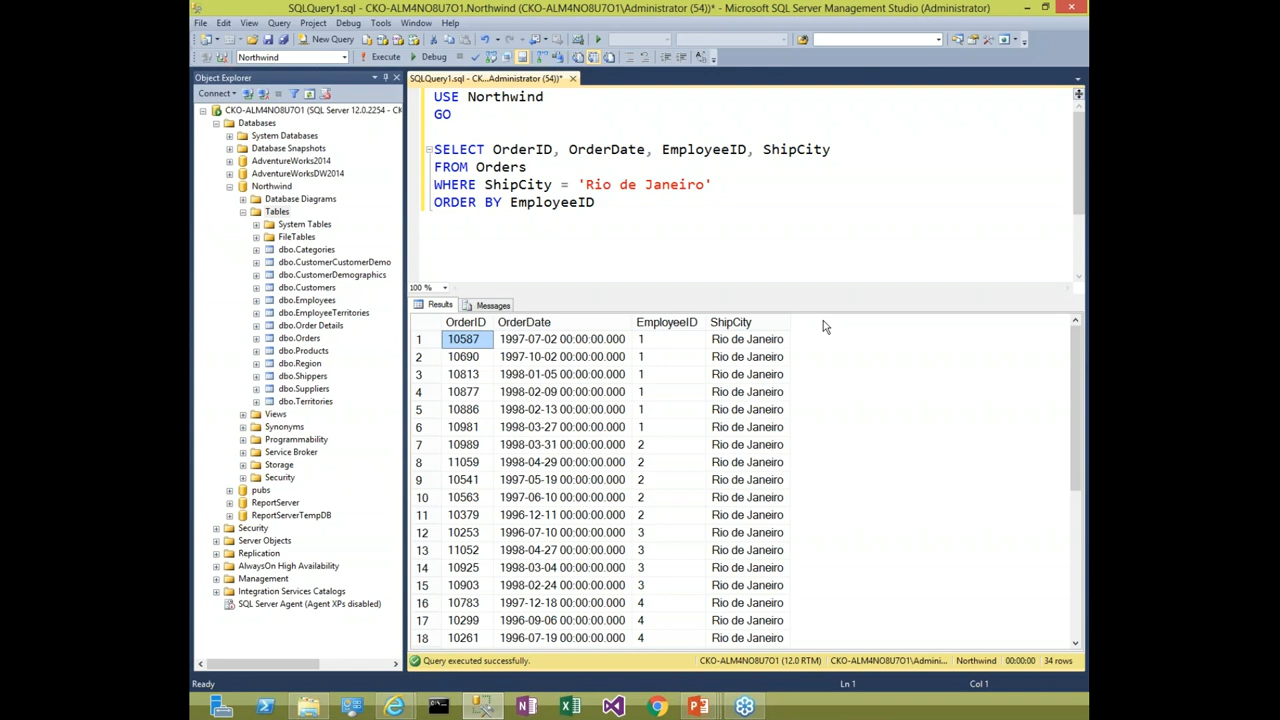 SQLQuery1.sql - CKO-ALM4NO8U7O1.Northwind (CKO-ALM4NO8U7O1\Administrator (54))* - Microsoft SQL Server Management Studio (Administrator)
File Edit View Query Project Debug Tools Window Help
New Query
Northwind Execute Debug
Object Explorer
SQLQuery1.sql - CK...Administrator (54))*
Connect
CKO-ALM4NO8U7O1 (SQL Server 12.0.2254 - CK
Databases
System Databases
Database Snapshots
AdventureWorks2014
AdventureWorksDW2014
Northwind
Database Diagrams
Tables
System Tables
FileTables
dbo.Categories
dbo.CustomerCustomerDemo
dbo.CustomerDemographics
dbo.Customers
dbo.Employees
dbo.EmployeeTerritories
dbo.Order Details
dbo.Orders
dbo.Products
dbo.Region
dbo.Shippers
dbo.Suppliers
dbo.Territories
Views
Synonyms
Programmability
Service Broker
Storage
Security
pubs
ReportServer
ReportServerTempDB
Security
Server Objects
Replication
AlwaysOn High Availability
Management
Integration Services Catalogs
SQL Server Agent (Agent XPs disabled)
USE Northwind
GO
SELECT OrderID, OrderDate, EmployeeID, ShipCity
FROM Orders
WHERE ShipCity = 'Rio de Janeiro'
ORDER BY EmployeeID
100 %
Results Messages
OrderID OrderDate EmployeeID ShipCity
1 10587 1997-07-02 00:00:00.000 1 Rio de Janeiro
2 10690 1997-10-02 00:00:00.000 1 Rio de Janeiro
3 10813 1998-01-05 00:00:00.000 1 Rio de Janeiro
4 10877 1998-02-09 00:00:00.000 1 Rio de Janeiro
5 10886 1998-02-13 00:00:00.000 1 Rio de Janeiro
6 10981 1998-03-27 00:00:00.000 1 Rio de Janeiro
7 10989 1998-03-31 00:00:00.000 2 Rio de Janeiro
8 11059 1998-04-29 00:00:00.000 2 Rio de Janeiro
9 10541 1997-05-19 00:00:00.000 2 Rio de Janeiro
10 10563 1997-06-10 00:00:00.000 2 Rio de Janeiro
11 10379 1996-12-11 00:00:00.000 2 Rio de Janeiro
12 10253 1996-07-10 00:00:00.000 3 Rio de Janeiro
13 11052 1998-04-27 00:00:00.000 3 Rio de Janeiro
14 10925 1998-03-04 00:00:00.000 3 Rio de Janeiro
15 10903 1998-02-24 00:00:00.000 3 Rio de Janeiro
16 10783 1997-12-18 00:00:00.000 4 Rio de Janeiro
17 10299 1996-09-06 00:00:00.000 4 Rio de Janeiro
18 10261 1996-07-19 00:00:00.000 4 Rio de Janeiro
Query executed successfully. CKO-ALM4NO8U7O1 (12.0 RTM) CKO-ALM4NO8U7O1\Admini... Northwind 00:00:00 34 rows
Ready Ln 1 Col 1